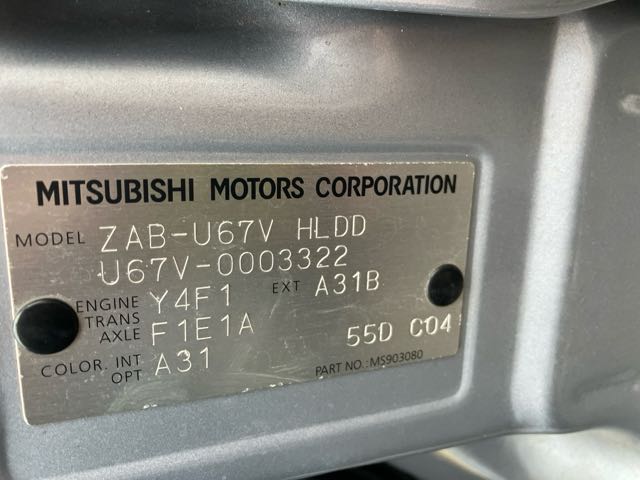 MITSUBISHI MOTORS CORPORATION
MODEL ZAB-U67V HLDD
U67V-0003322
ENGINE Y4F1 EXT A31B
TRANS
AXLE F1E1A 55D C04
COLOR. INT A31
OPT PART NO.: MS903080